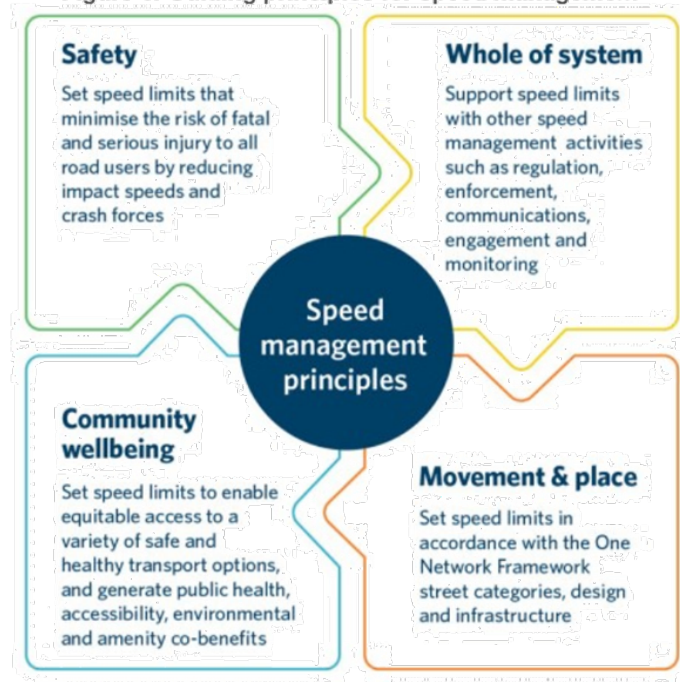 Safety
Set speed limits that
minimise the risk of fatal
and serious injury to all
road users by reducing
impact speeds and
crash forces
Whole of system
Support speed limits
with other speed
management activities
such as regulation,
enforcement,
communications,
engagement and
monitoring
Speed
management
principles
Community
wellbeing
Set speed limits to enable
equitable access to a
variety of safe and
healthy transport options,
and generate public health,
accessibility, environmental
and amenity co-benefits
Movement & place
Set speed limits in
accordance with the One
Network Framework
street categories, design
and infrastructure